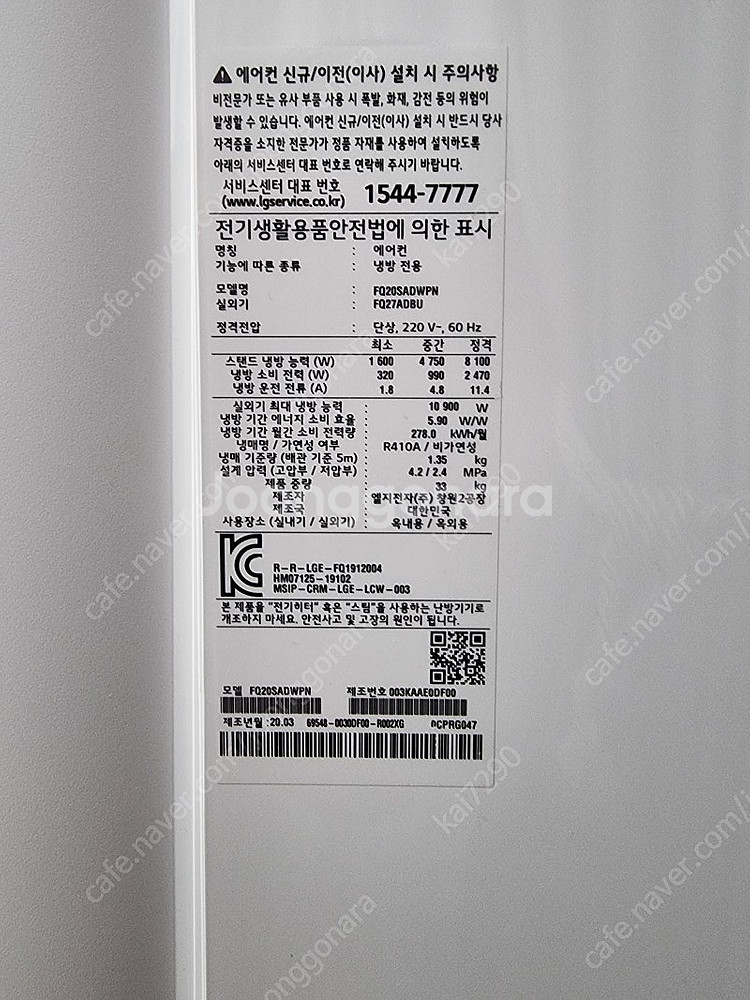 ⚠ 에어컨 신규/이전(이사) 설치 시 주의사항
비전문가 또는 유사 부품 사용 시 폭발, 화재, 감전 등의 위험이
발생할 수 있습니다. 에어컨 신규/이전(이사) 설치 시 반드시 당사
자격증을 소지한 전문가가 정품 자재를 사용하여 설치하도록
아래의 서비스센터 대표 번호로 연락해 주시기 바랍니다.
서비스센터 대표 번호
(www.lgservice.co.kr) 1544-7777
전기생활용품안전법에 의한 표시
명칭 : 에어컨
기능에 따른 종류 : 냉방 전용
모델명 : FQ20SADWPN
실외기 : FQ27ADBU
정격전압 : 단상, 220 V~, 60 Hz
최소 중간 정격
스탠드 냉방 능력 (W) 1 600 4 750 8 100
냉방 소비 전력 (W) 320 990 2 470
냉방 운전 전류 (A) 1.8 4.8 11.4
실외기 최대 냉방 능력 : 10 900 W
냉방 기간 에너지 소비 효율 : 5.90 W/W
냉방 기간 월간 소비 전력량 : 278.0 kWh/월
냉매명 / 가연성 여부 : R410A / 비가연성
냉매 기준량 (배관 기준 5m) : 1.35 kg
설계 압력 (고압부 / 저압부) : 4.2 / 2.4 MPa
제품 중량 : 33 kg
제조자 : 엘지전자(주) 창원2공장
제조국 : 대한민국
사용장소 (실내기 / 실외기) : 옥내용 / 옥외용
Joonggonara
R-R-LGE-FQ1912004
HM07125-19102
MSIP-CRM-LGE-LCW-003
본 제품을 "전기히터" 혹은 "스팀"을 사용하는 난방기기로
개조하지 마세요. 안전사고 및 고장의 원인이 됩니다.
모델 FQ20SADWPN 제조번호 003KAAE0DF00
제조년월 : 20.03 69548-0030DF00-R002XG 0CPRG047
cafe.naver.com/j
kai7290
joonggonara